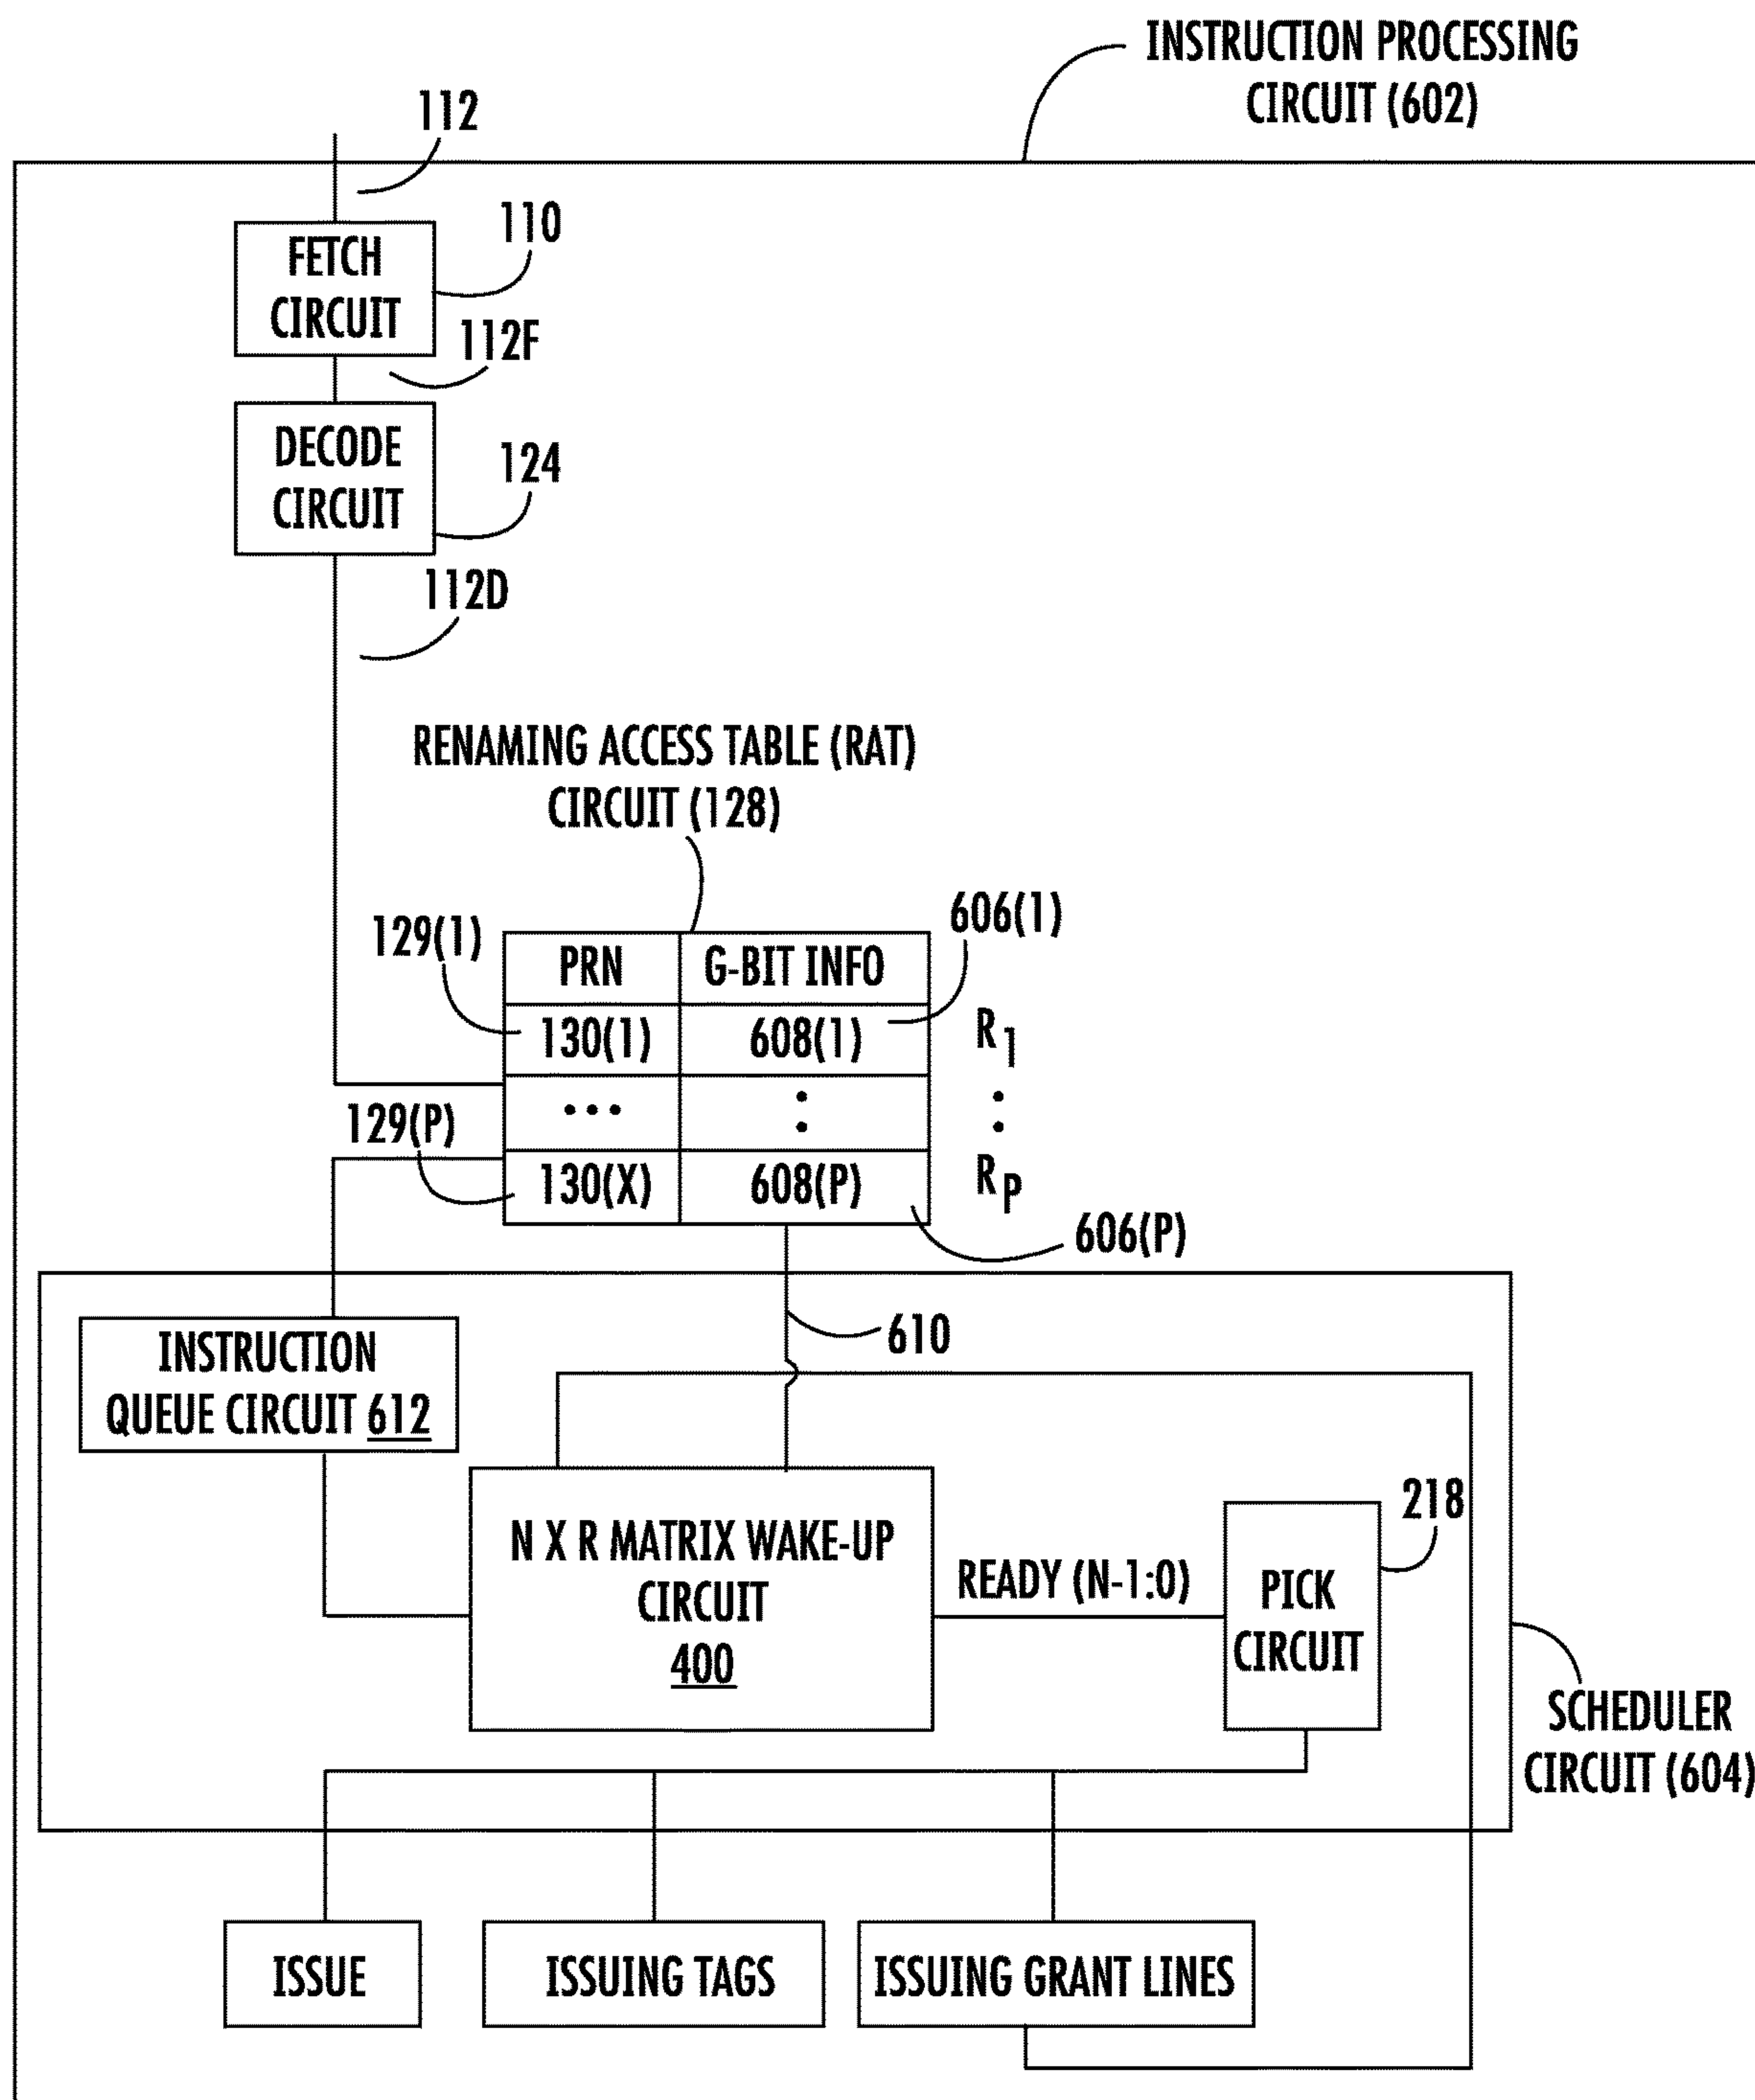 INSTRUCTION PROCESSING
CIRCUIT (602)
112
110
FETCH
CIRCUIT
112F
DECODE
CIRCUIT
124
112D
RENAMING ACCESS TABLE (RAT)
CIRCUIT (128)
129(1)
606(1)
PRN G-BIT INFO
130(1) 608(1) R1
••• : :
129(P)
130(X) 608(P) RP
606(P)
610
INSTRUCTION
QUEUE CIRCUIT 612
218
N X R MATRIX WAKE-UP
CIRCUIT
400
READY (N-1:0)
PICK
CIRCUIT
SCHEDULER
CIRCUIT (604)
ISSUE
ISSUING TAGS
ISSUING GRANT LINES